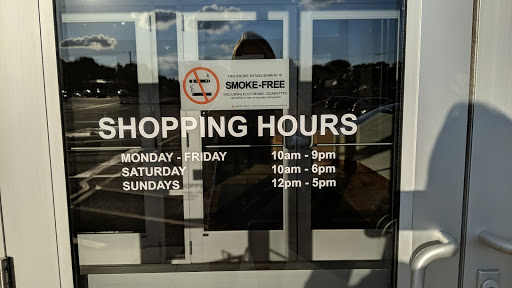 THIS ENTIRE ESTABLISHMENT IS
SMOKE-FREE
INCLUDING ELECTRONIC CIGARETTES
SHOPPING HOURS
MONDAY - FRIDAY 10am - 9pm
SATURDAY 10am - 6pm
SUNDAYS 12pm - 5pm